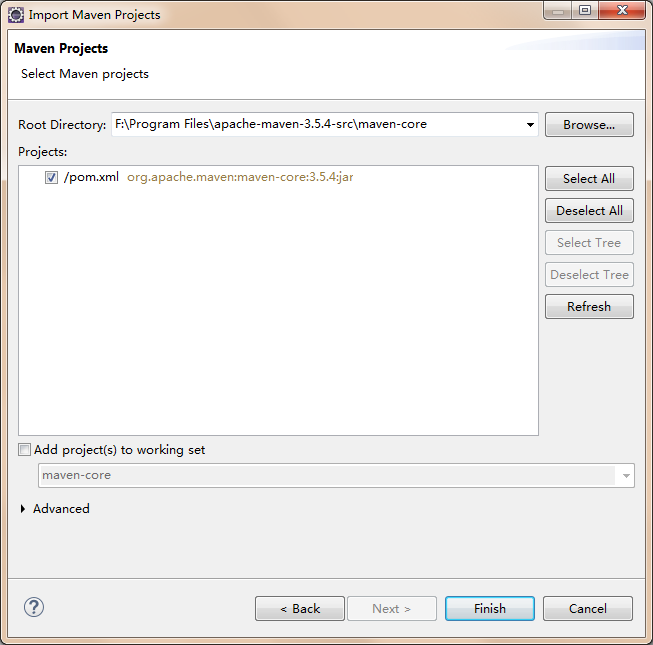 Import Maven Projects
Maven Projects
Select Maven projects
Root Directory: F:\Program Files\apache-maven-3.5.4-src\maven-core Browse...
Projects:
/pom.xml org.apache.maven:maven-core:3.5.4:jar
Select All
Deselect All
Select Tree
Deselect Tree
Refresh
Add project(s) to working set
maven-core
Advanced
? < Back Next > Finish Cancel